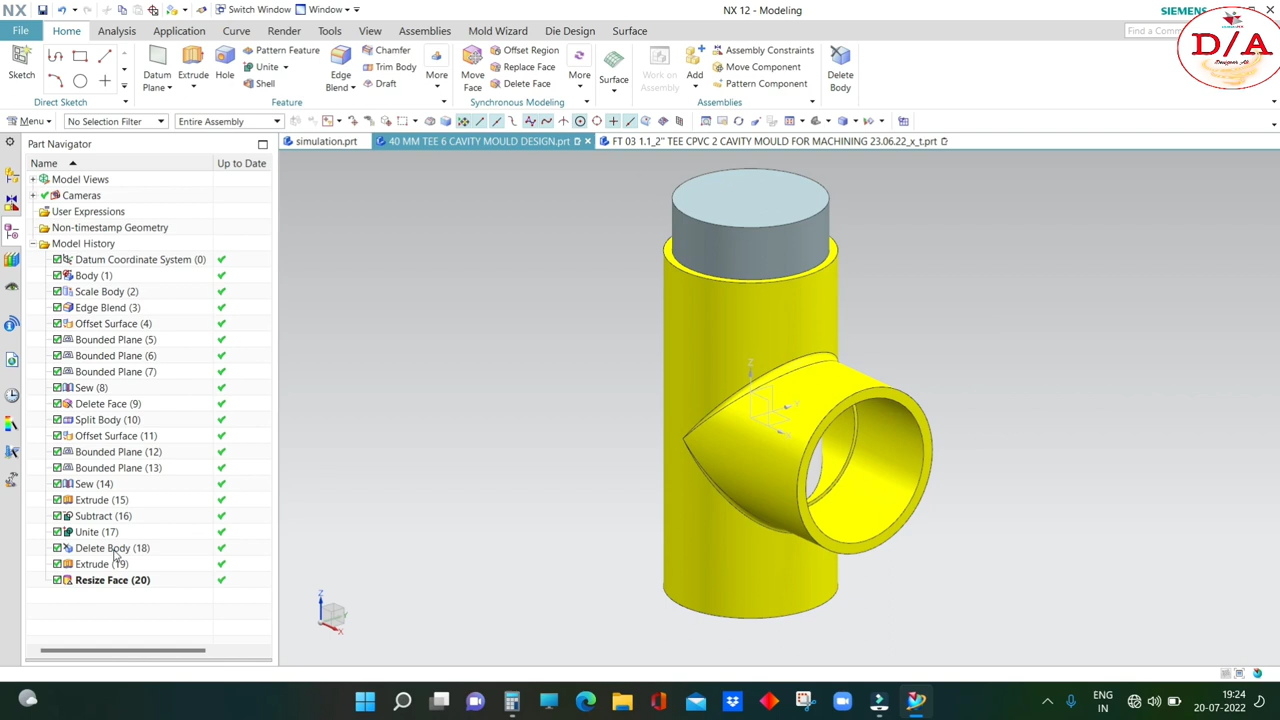 NX
Switch Window
Window
NX 12 - Modeling
SIEMENS
File
Home
Analysis
Application
Curve
Render
Tools
View
Assemblies
Mold Wizard
Die Design
Surface
Find a Comm
D/A
Designer Ali
Sketch
Direct Sketch
Datum Plane
Extrude
Hole
Pattern Feature
Unite
Shell
Edge Blend
Chamfer
Trim Body
Draft
More
Feature
Move Face
Offset Region
Replace Face
Delete Face
More
Synchronous Modeling
Surface
Work on Assembly
Add
Assembly Constraints
Move Component
Pattern Component
Assemblies
Delete Body
Menu
No Selection Filter
Entire Assembly
Part Navigator
simulation.prt
40 MM TEE 6 CAVITY MOULD DESIGN.prt
FT 03 1.1_2'' TEE CPVC 2 CAVITY MOULD FOR MACHINING 23.06.22_x_t.prt
Name
Up to Date
Model Views
Cameras
User Expressions
Non-timestamp Geometry
Model History
Datum Coordinate System (0)
Body (1)
Scale Body (2)
Edge Blend (3)
Offset Surface (4)
Bounded Plane (5)
Bounded Plane (6)
Bounded Plane (7)
Sew (8)
Delete Face (9)
Split Body (10)
Offset Surface (11)
Bounded Plane (12)
Bounded Plane (13)
Sew (14)
Extrude (15)
Subtract (16)
Unite (17)
Delete Body (18)
Extrude (19)
Resize Face (20)
Z
Y
X
Z
Y
ENG
IN
19:24
20-07-2022